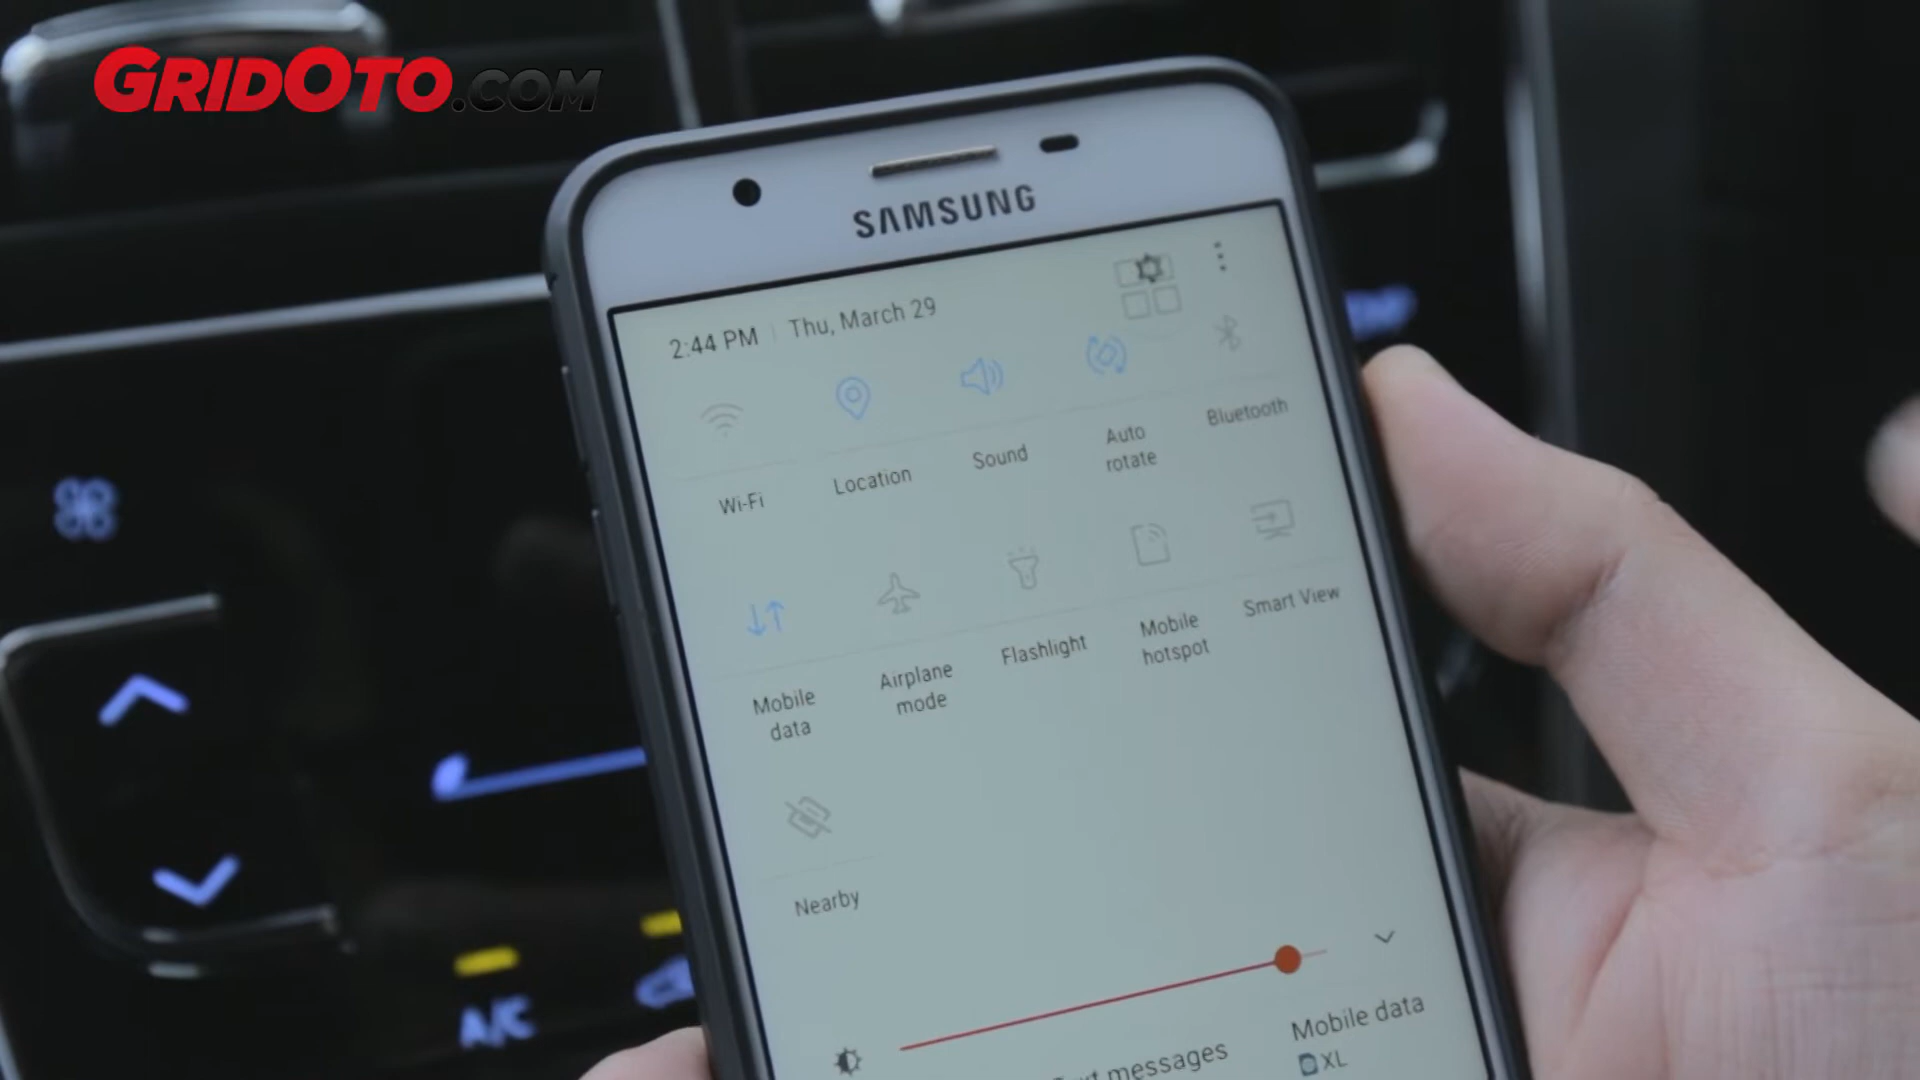 GRIDOTO.COM
SAMSUNG
2:44 PM | Thu, March 29
Wi-Fi
Location
Sound
Auto
rotate
Bluetooth
Mobile
data
Airplane
mode
Flashlight
Mobile
hotspot
Smart View
Nearby
A/C
messages
Mobile data
XL